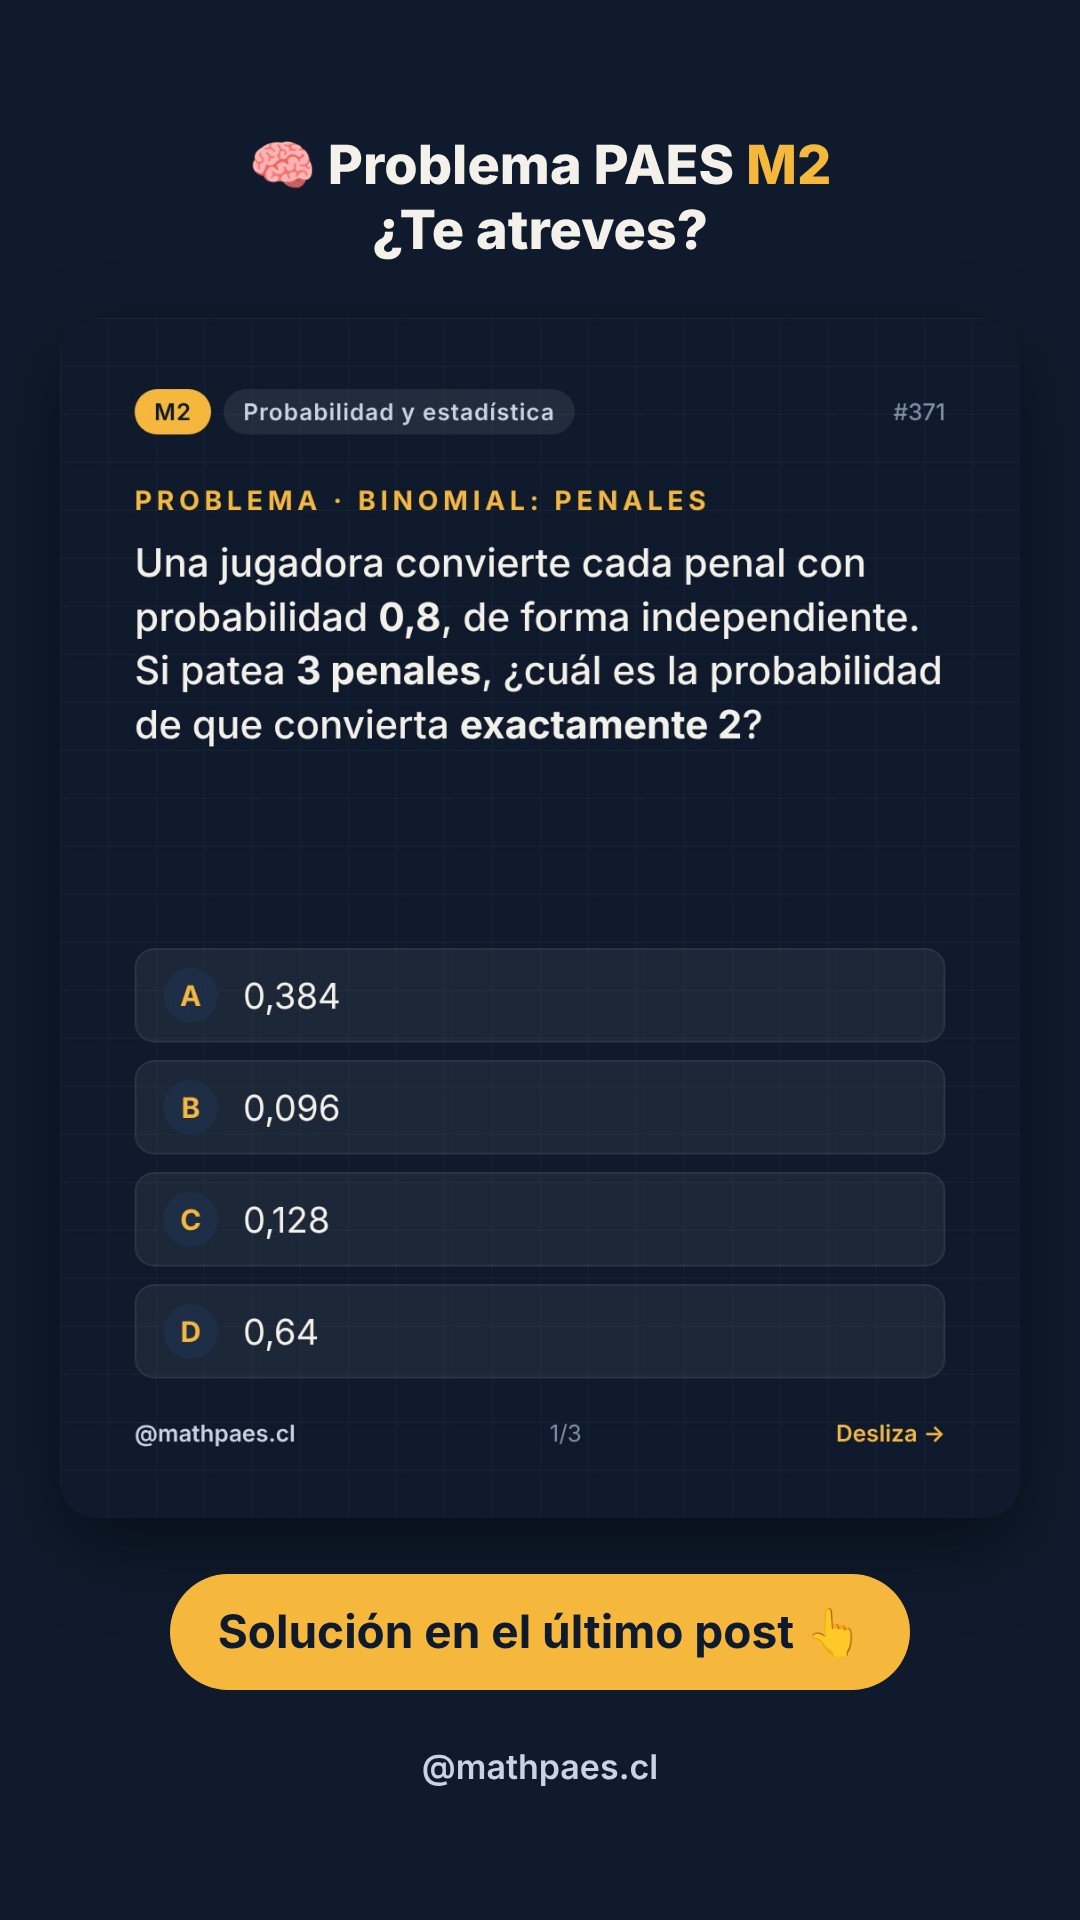 🧠 Problema PAES M2
¿Te atreves?
M2 Probabilidad y estadística #371
PROBLEMA · BINOMIAL: PENALES
Una jugadora convierte cada penal con
probabilidad 0,8, de forma independiente.
Si patea 3 penales, ¿cuál es la probabilidad
de que convierta exactamente 2?
A 0,384
B 0,096
C 0,128
D 0,64
@mathpaes.cl 1/3 Desliza →
Solución en el último post 👆
@mathpaes.cl